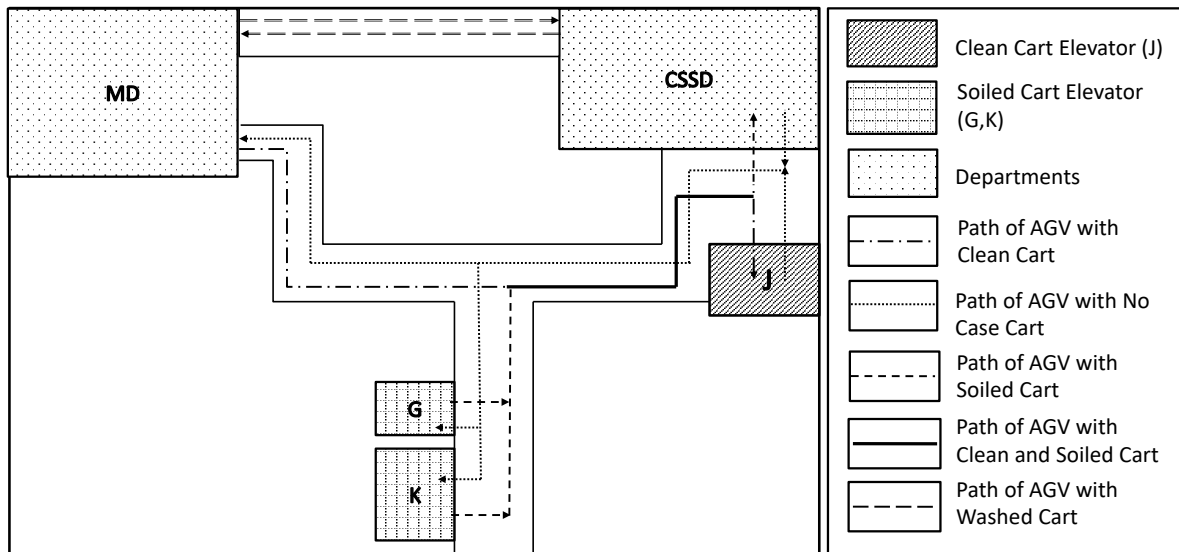 MD
CSSD
J
G
K
Clean Cart Elevator (J)
Soiled Cart Elevator
(G,K)
Departments
Path of AGV with
Clean Cart
Path of AGV with No
Case Cart
Path of AGV with
Soiled Cart
Path of AGV with
Clean and Soiled Cart
Path of AGV with
Washed Cart